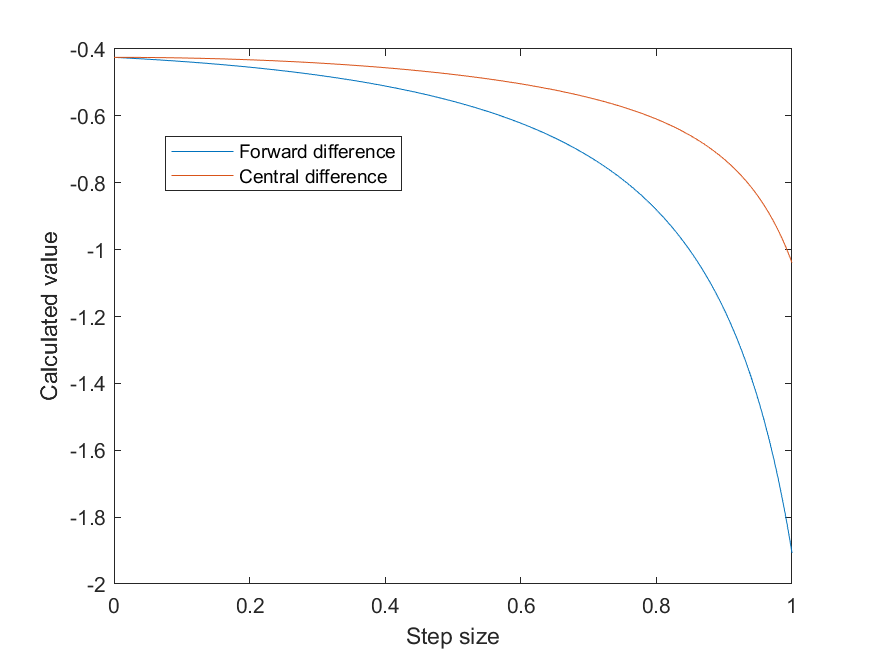 -0.4
-0.6
-0.8
-1
-1.2
-1.4
-1.6
-1.8
-2
Calculated value
Forward difference
Central difference
0 0.2 0.4 0.6 0.8 1
Step size